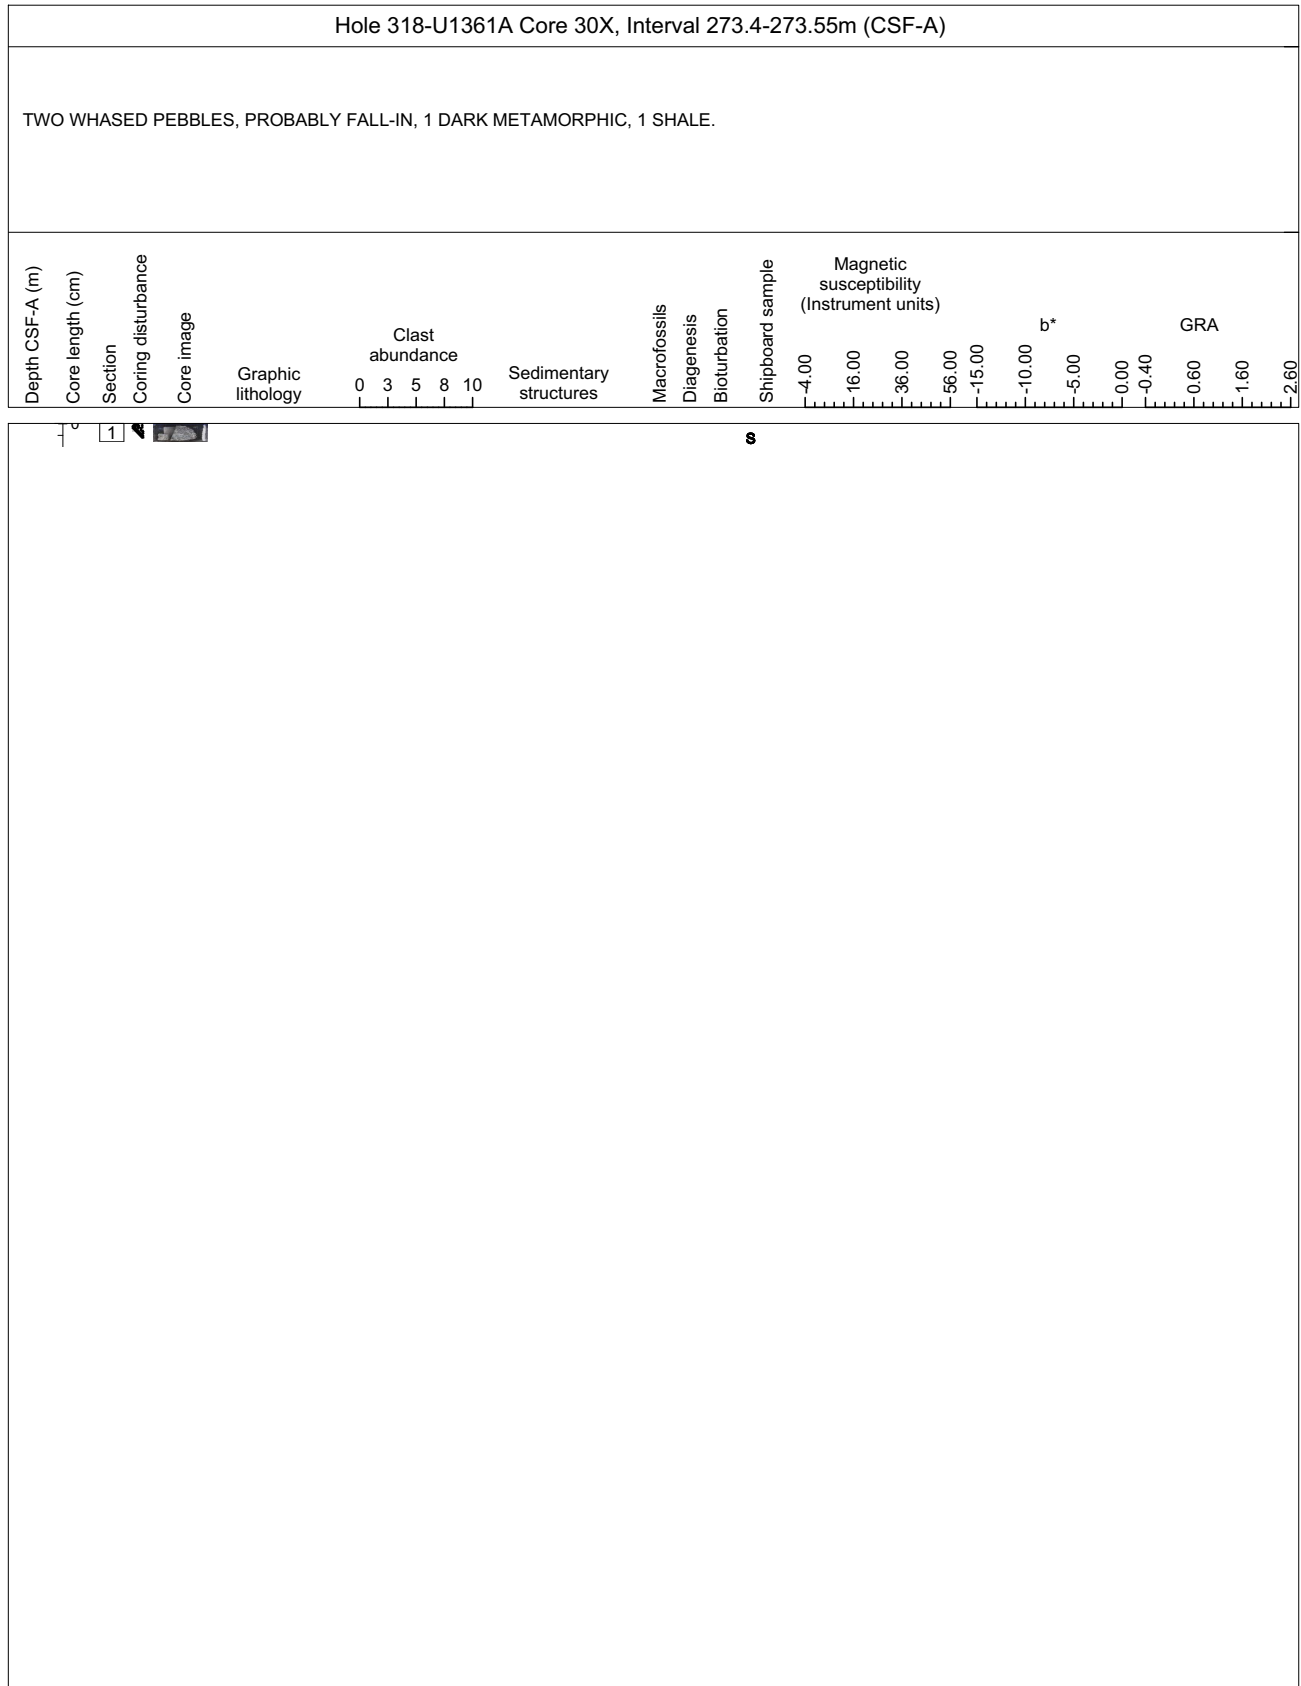 Hole 318-U1361A Core 30X, Interval 273.4-273.55m (CSF-A)
TWO WHASED PEBBLES, PROBABLY FALL-IN, 1 DARK METAMORPHIC, 1 SHALE.
Depth CSF-A (m)
Core length (cm)
Section
Coring disturbance
Core image
Graphic
lithology
Clast
abundance
0 3 5 8 10
Sedimentary
structures
Macrofossils
Diagenesis
Bioturbation
Shipboard sample
Magnetic
susceptibility
(Instrument units)
-4.00 16.00 36.00 56.00
b*
-15.00 -10.00 -5.00 0.00
GRA
-0.40 0.60 1.60 2.60
0
1
s